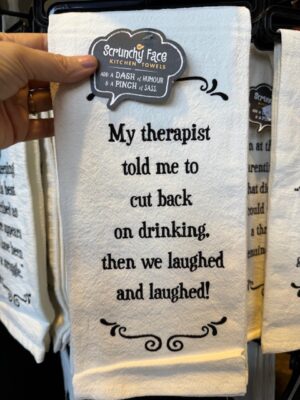 Scrunchy Face
KITCHEN TOWELS
ADD A DASH of HUMOUR
& A PINCH of SASS
My therapist
told me to
cut back
on drinking,
then we laughed
and laughed!